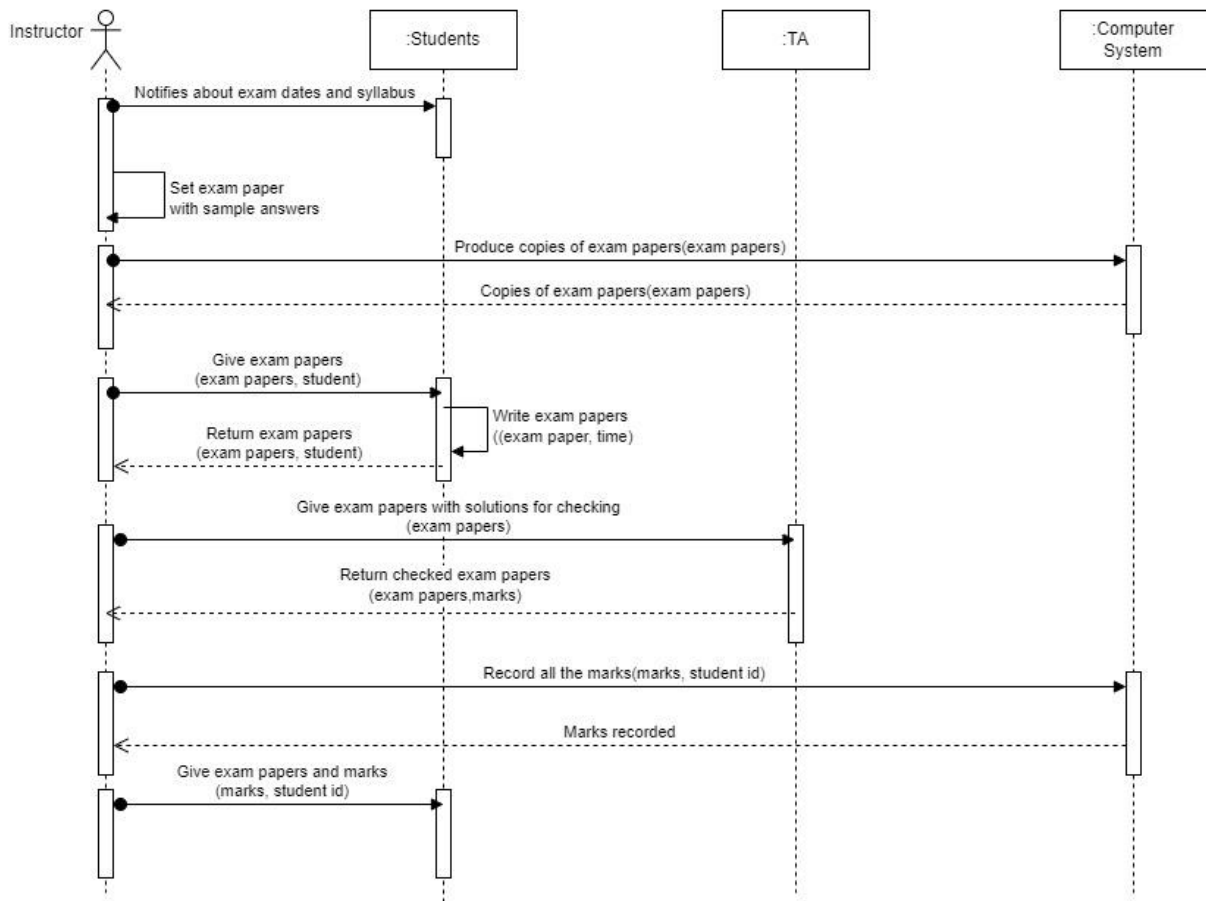 Instructor
:Students
:TA
:Computer
System
Notifies about exam dates and syllabus
Set exam paper
with sample answers
Produce copies of exam papers(exam papers)
Copies of exam papers(exam papers)
Give exam papers
(exam papers, student)
Write exam papers
((exam paper, time)
Return exam papers
(exam papers, student)
Give exam papers with solutions for checking
(exam papers)
Return checked exam papers
(exam papers,marks)
Record all the marks(marks, student id)
Marks recorded
Give exam papers and marks
(marks, student id)